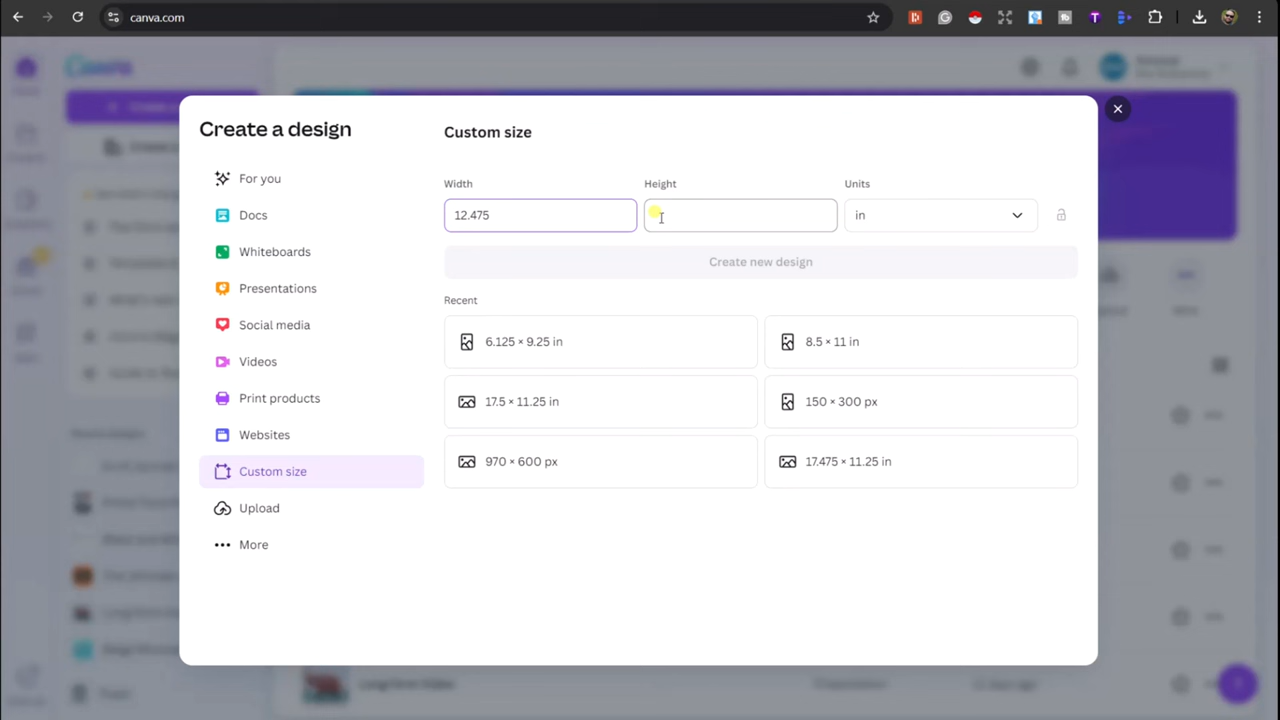 canva.com
Create a design
For you
Docs
Whiteboards
Presentations
Social media
Videos
Print products
Websites
Custom size
Upload
More
Custom size
Width
Height
Units
12.475
in
Create new design
Recent
6.125 × 9.25 in
8.5 × 11 in
17.5 × 11.25 in
150 × 300 px
970 × 600 px
17.475 × 11.25 in